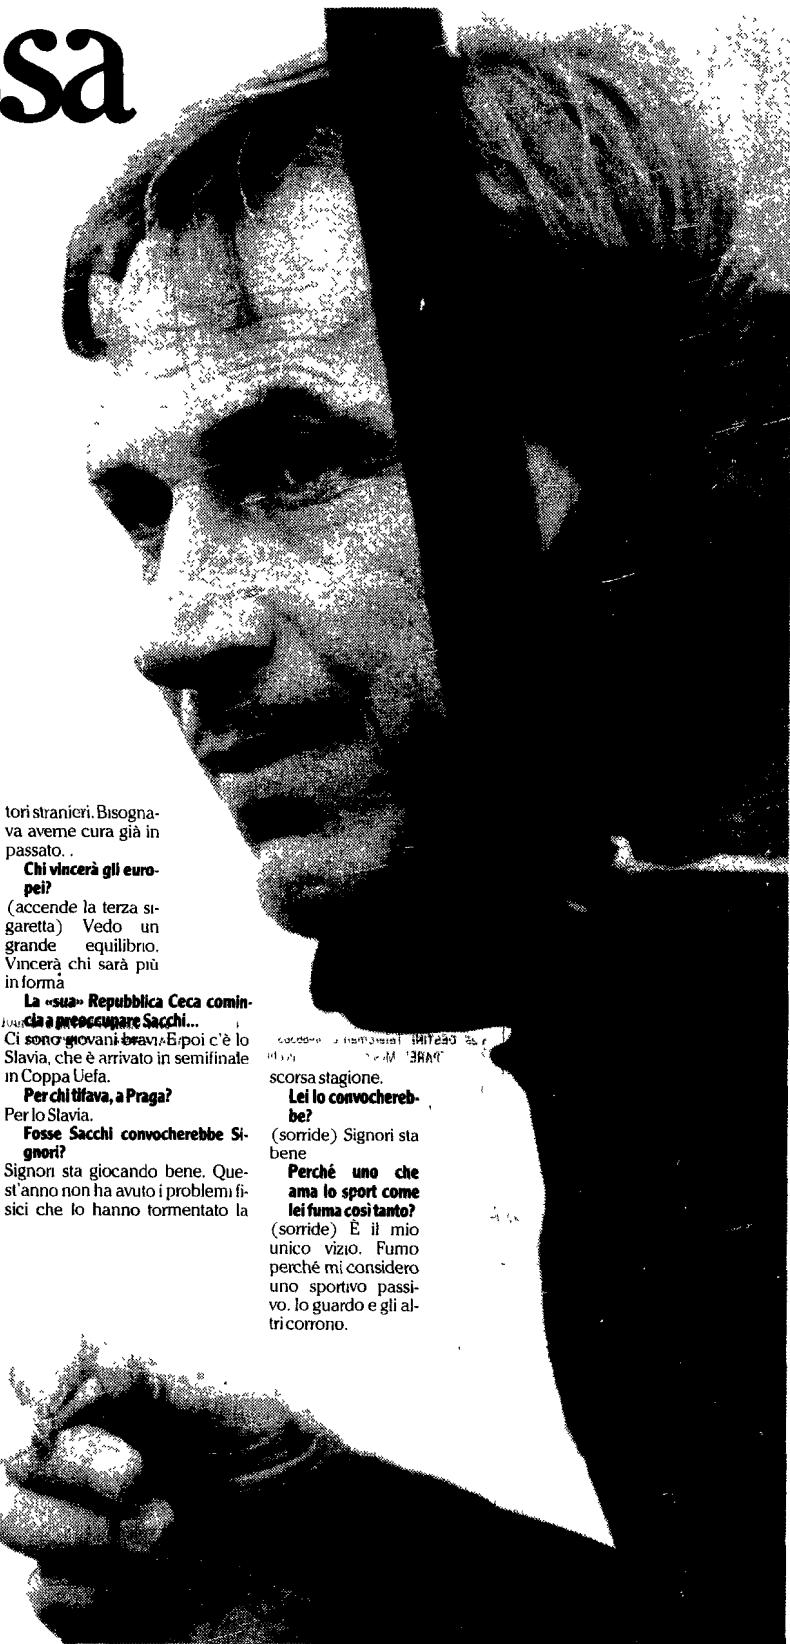 sa
tori stranieri. Bisogna-
va averne cura già in
passato. .
Chi vincerà gli euro-
pei?
(accende la terza si-
garetta) Vedo un
grande equilibrio.
Vincerà chi sarà più
in forma
La «sua» Repubblica Ceca comin-
cia a preoccupare Sacchi...
Ci sono giovani bravi. E poi c'è lo
Slavia, che è arrivato in semifinale
in Coppa Uefa.
Per chi tifava, a Praga?
Per lo Slavia.
Fosse Sacchi convocherebbe Si-
gnori?
Signori sta giocando bene. Que-
st'anno non ha avuto i problemi fi-
sici che lo hanno tormentato la
scorsa stagione.
Lei lo convochereb-
be?
(sorride) Signori sta
bene
Perché uno che
ama lo sport come
lei fuma così tanto?
(sorride) È il mio
unico vizio. Fumo
perché mi considero
uno sportivo passi-
vo. Io guardo e gli al-
tri corrono.